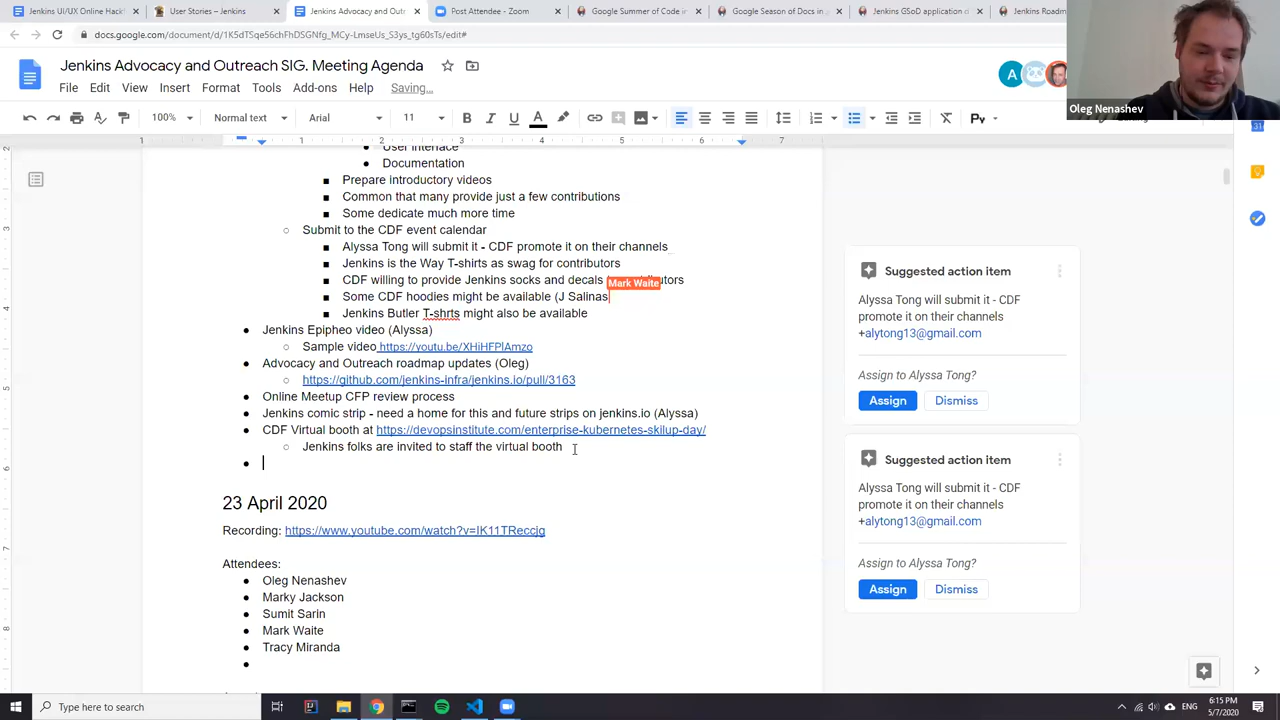 Jenkins UI/UX Online Hack
User Stories – Jenkins
Jenkins Advocacy and Outr
Post Attendee - Zoom
Google Summer of Code in
Google Season of Docs in
Jenkins GSoD application
Jenkins Roadm
docs.google.com/document/d/1K5dTSqe56chFhDSGNfg_MCy-LmseUs_S3ys_tg60sTs/edit#
Jenkins Advocacy and Outreach SIG. Meeting Agenda
File Edit View Insert Format Tools Add-ons Help Saving...
A
Oleg Nenashev
100% Normal text Arial 11
1 1 2 3 4 5 6 7
User interface
Documentation
Prepare introductory videos
Common that many provide just a few contributions
Some dedicate much more time
Submit to the CDF event calendar
Alyssa Tong will submit it - CDF promote it on their channels
Jenkins is the Way T-shirts as swag for contributors
CDF willing to provide Jenkins socks and decals
Mark Waite
Some CDF hoodies might be available (J Salinas
Jenkins Butler T-shrts might also be available
Jenkins Epipheo video (Alyssa)
Sample video https://youtu.be/XHiHFPlAmzo
Advocacy and Outreach roadmap updates (Oleg)
https://github.com/jenkins-infra/jenkins.io/pull/3163
Online Meetup CFP review process
Jenkins comic strip - need a home for this and future strips on jenkins.io (Alyssa)
CDF Virtual booth at https://devopsinstitute.com/enterprise-kubernetes-skilup-day/
Jenkins folks are invited to staff the virtual booth
23 April 2020
Recording: https://www.youtube.com/watch?v=IK11TReccjg
Attendees:
Oleg Nenashev
Marky Jackson
Sumit Sarin
Mark Waite
Tracy Miranda
Suggested action item
Alyssa Tong will submit it - CDF
promote it on their channels
+alytong13@gmail.com
Assign to Alyssa Tong?
Assign Dismiss
Suggested action item
Alyssa Tong will submit it - CDF
promote it on their channels
+alytong13@gmail.com
Assign to Alyssa Tong?
Assign Dismiss
Type here to search
ENG
6:15 PM
5/7/2020